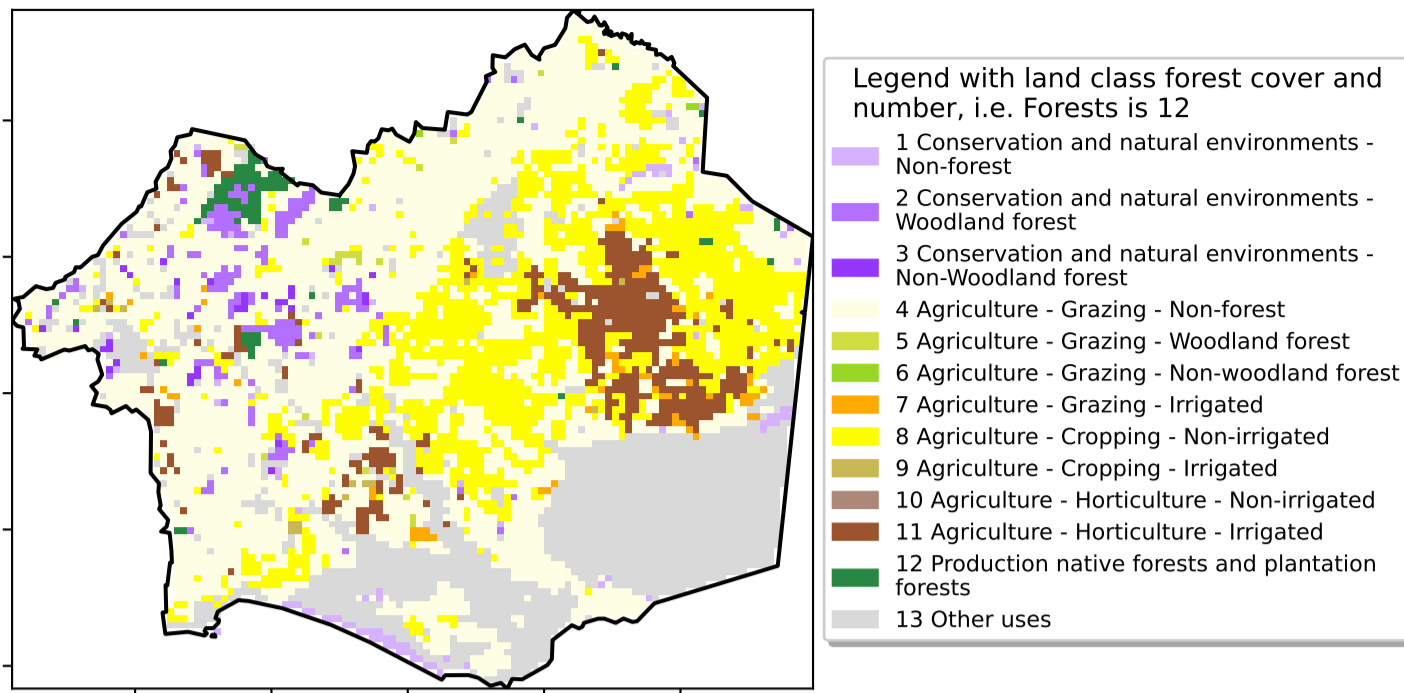 Legend with land class forest cover and
number, i.e. Forests is 12
1 Conservation and natural environments -
Non-forest
2 Conservation and natural environments -
Woodland forest
3 Conservation and natural environments -
Non-Woodland forest
4 Agriculture - Grazing - Non-forest
5 Agriculture - Grazing - Woodland forest
6 Agriculture - Grazing - Non-woodland forest
7 Agriculture - Grazing - Irrigated
8 Agriculture - Cropping - Non-irrigated
9 Agriculture - Cropping - Irrigated
10 Agriculture - Horticulture - Non-irrigated
11 Agriculture - Horticulture - Irrigated
12 Production native forests and plantation
forests
13 Other uses